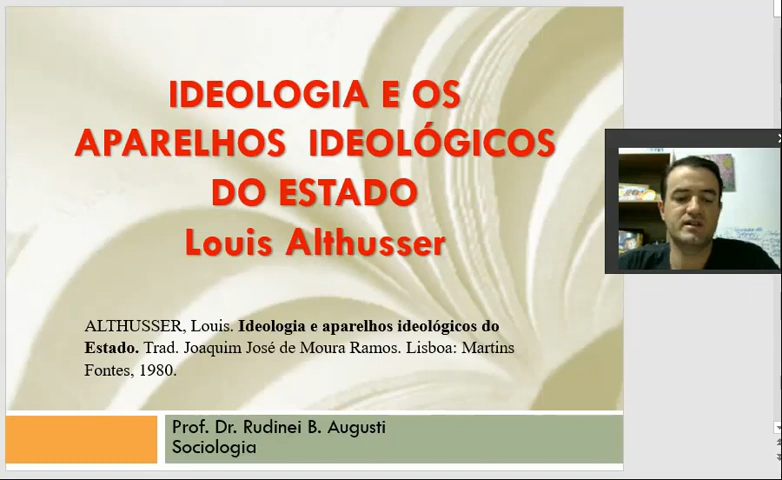 IDEOLOGIA E OS
APARELHOS IDEOLÓGICOS
DO ESTADO
Louis Althusser
ALTHUSSER, Louis. Ideologia e aparelhos ideológicos do
Estado. Trad. Joaquim José de Moura Ramos. Lisboa: Martins
Fontes, 1980.
Prof. Dr. Rudinei B. Augusti
Sociologia